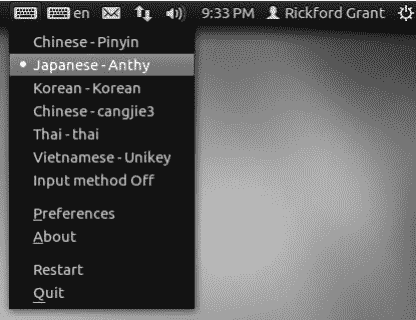 en 9:33 PM Rickford Grant
Chinese - Pinyin
Japanese - Anthy
Korean - Korean
Chinese - cangjie3
Thai - thai
Vietnamese - Unikey
Input method Off
Preferences
About
Restart
Quit